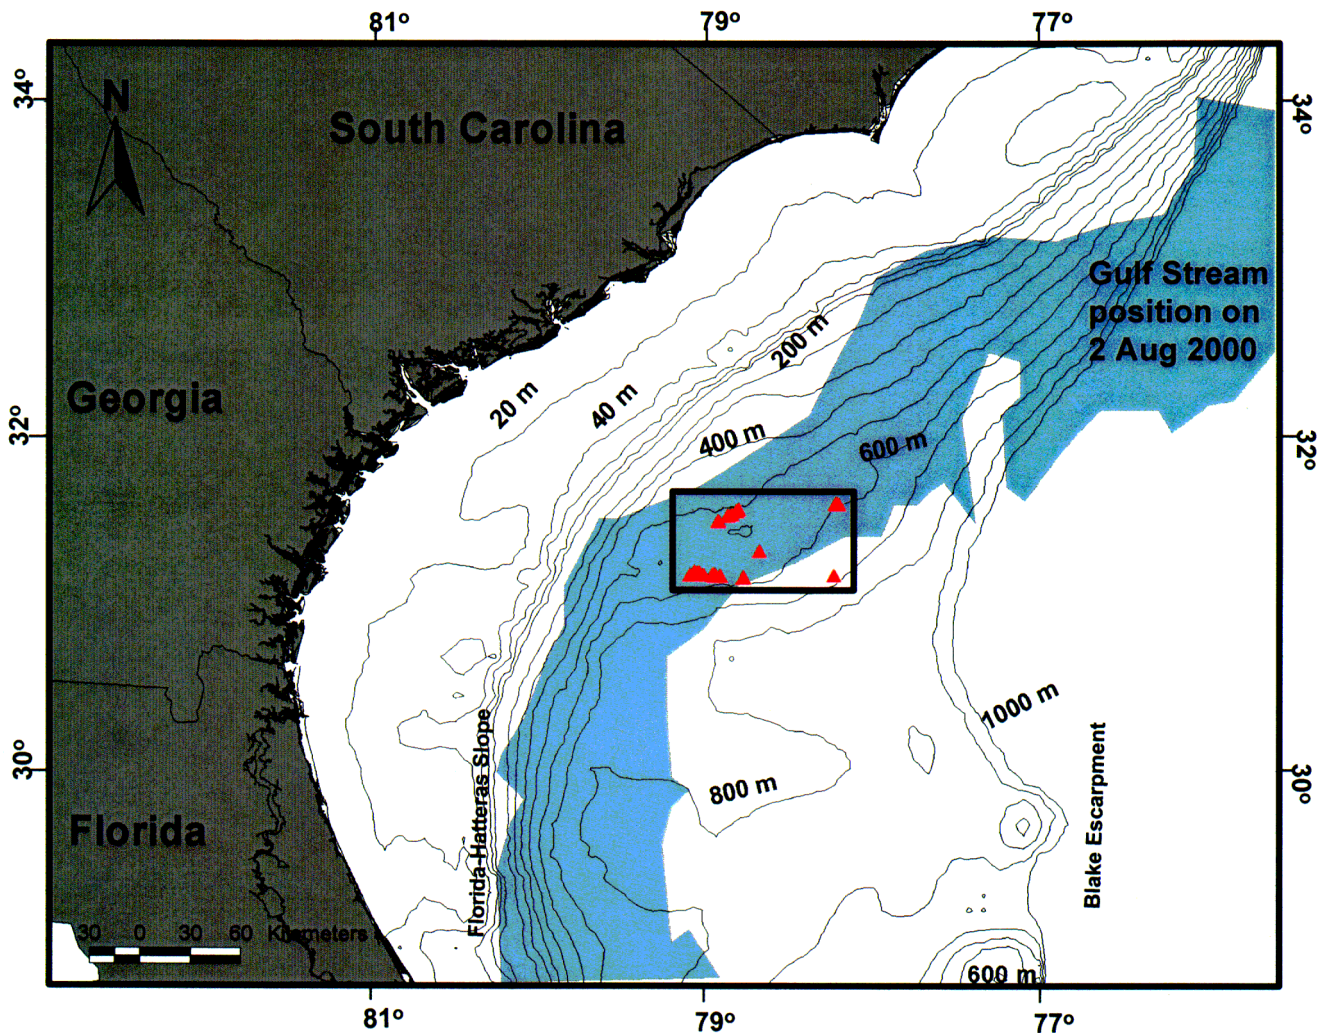 81°
79°
77°
34°
34°
N
South Carolina
Gulf Stream
position on
2 Aug 2000
200 m
Georgia
20 m
40 m
32°
400 m
600 m
32°
1000 m
Florida-Hatteras Slope
Blake Escarpment
30°
800 m
30°
Florida
30 0 30 60 Kilometers
600 m
81°
79°
77°